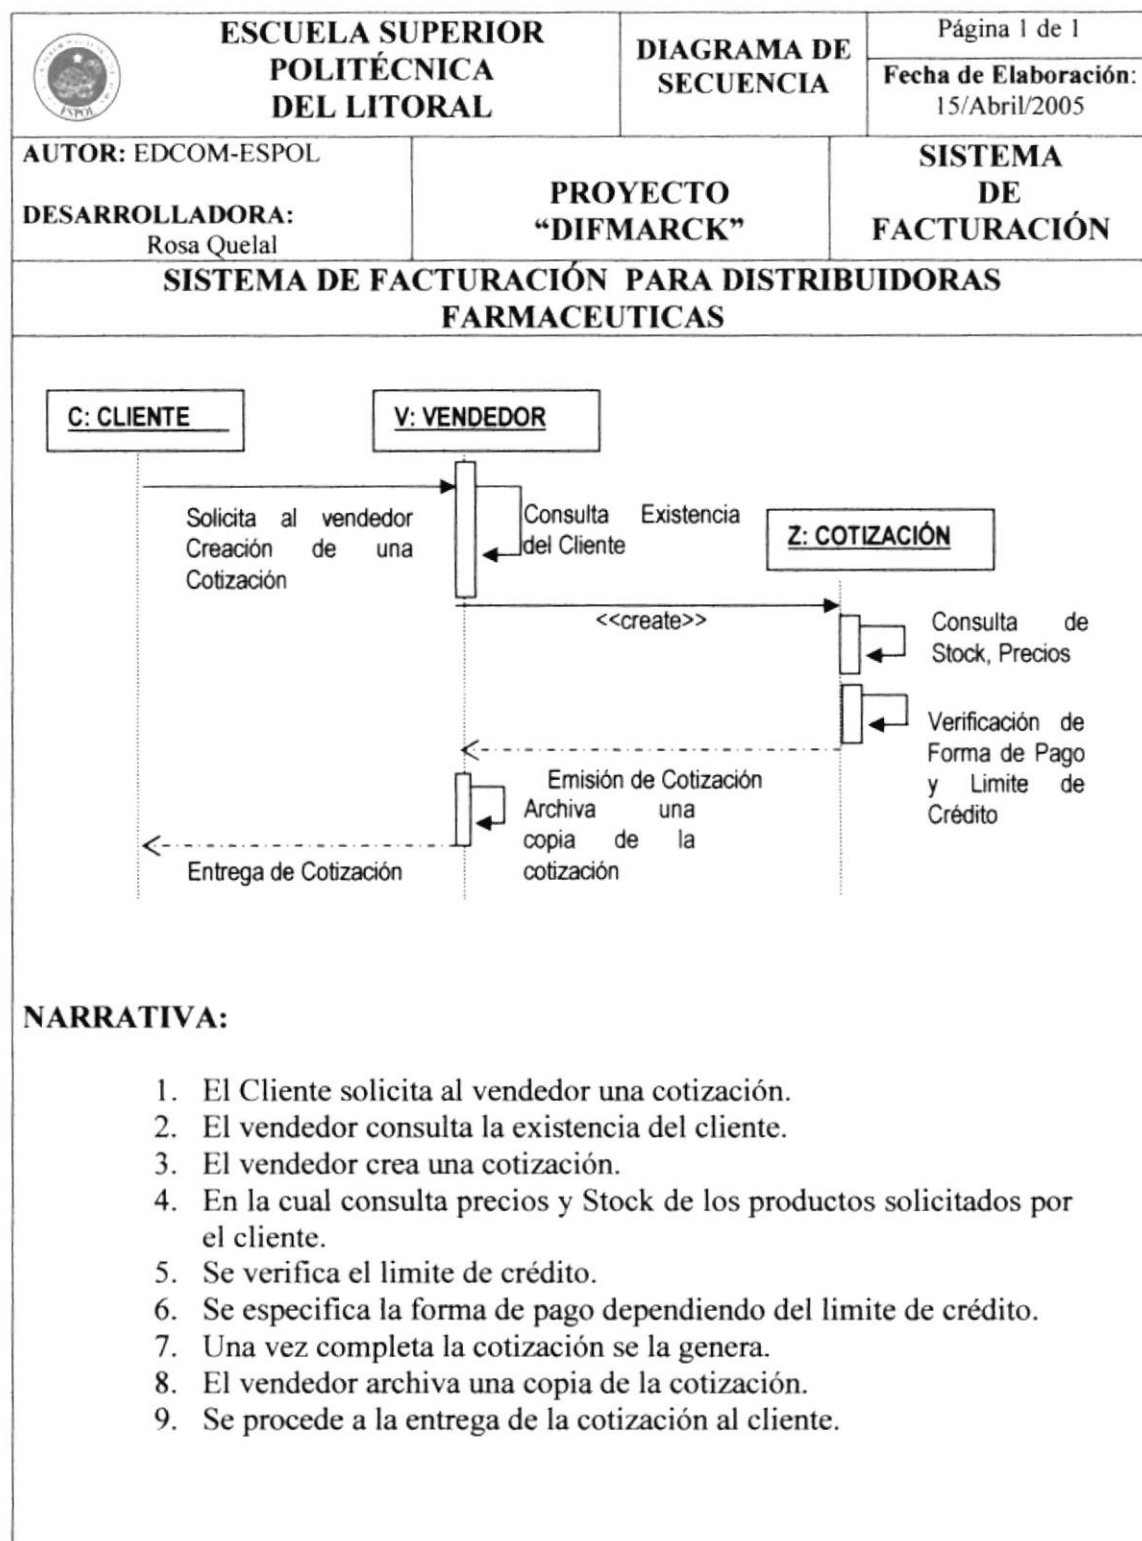 ESPOL
ESCUELA SUPERIOR
POLITÉCNICA
DEL LITORAL
DIAGRAMA DE
SECUENCIA
Página 1 de 1
Fecha de Elaboración:
15/Abril/2005
AUTOR: EDCOM-ESPOL
DESARROLLADORA:
Rosa Quelal
PROYECTO
“DIFMARCK”
SISTEMA
DE
FACTURACIÓN
SISTEMA DE FACTURACIÓN PARA DISTRIBUIDORAS
FARMACEUTICAS
C: CLIENTE
V: VENDEDOR
Solicita al vendedor
Creación de una
Cotización
Consulta Existencia
del Cliente
Z: COTIZACIÓN
<<create>>
Consulta de
Stock, Precios
Verificación de
Forma de Pago
y Limite de
Crédito
Emisión de Cotización
Archiva una
copia de la
cotización
Entrega de Cotización
NARRATIVA:
1. El Cliente solicita al vendedor una cotización.
2. El vendedor consulta la existencia del cliente.
3. El vendedor crea una cotización.
4. En la cual consulta precios y Stock de los productos solicitados por
el cliente.
5. Se verifica el limite de crédito.
6. Se especifica la forma de pago dependiendo del limite de crédito.
7. Una vez completa la cotización se la genera.
8. El vendedor archiva una copia de la cotización.
9. Se procede a la entrega de la cotización al cliente.